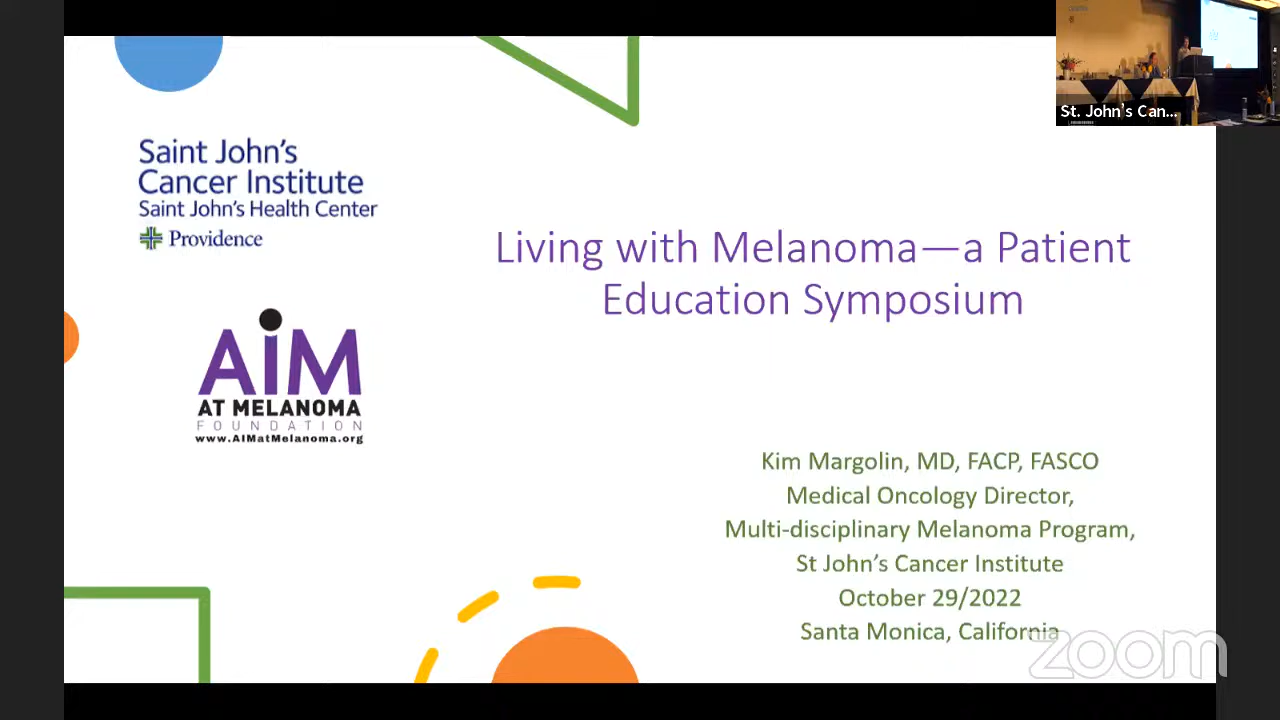 St. John's Can...
Saint John's
Cancer Institute
Saint John's Health Center
Providence
AiM
AT MELANOMA
FOUNDATION
www.AIMatMelanoma.org
Living with Melanoma—a Patient
Education Symposium
Kim Margolin, MD, FACP, FASCO
Medical Oncology Director,
Multi-disciplinary Melanoma Program,
St John's Cancer Institute
October 29/2022
Santa Monica, California
zoom